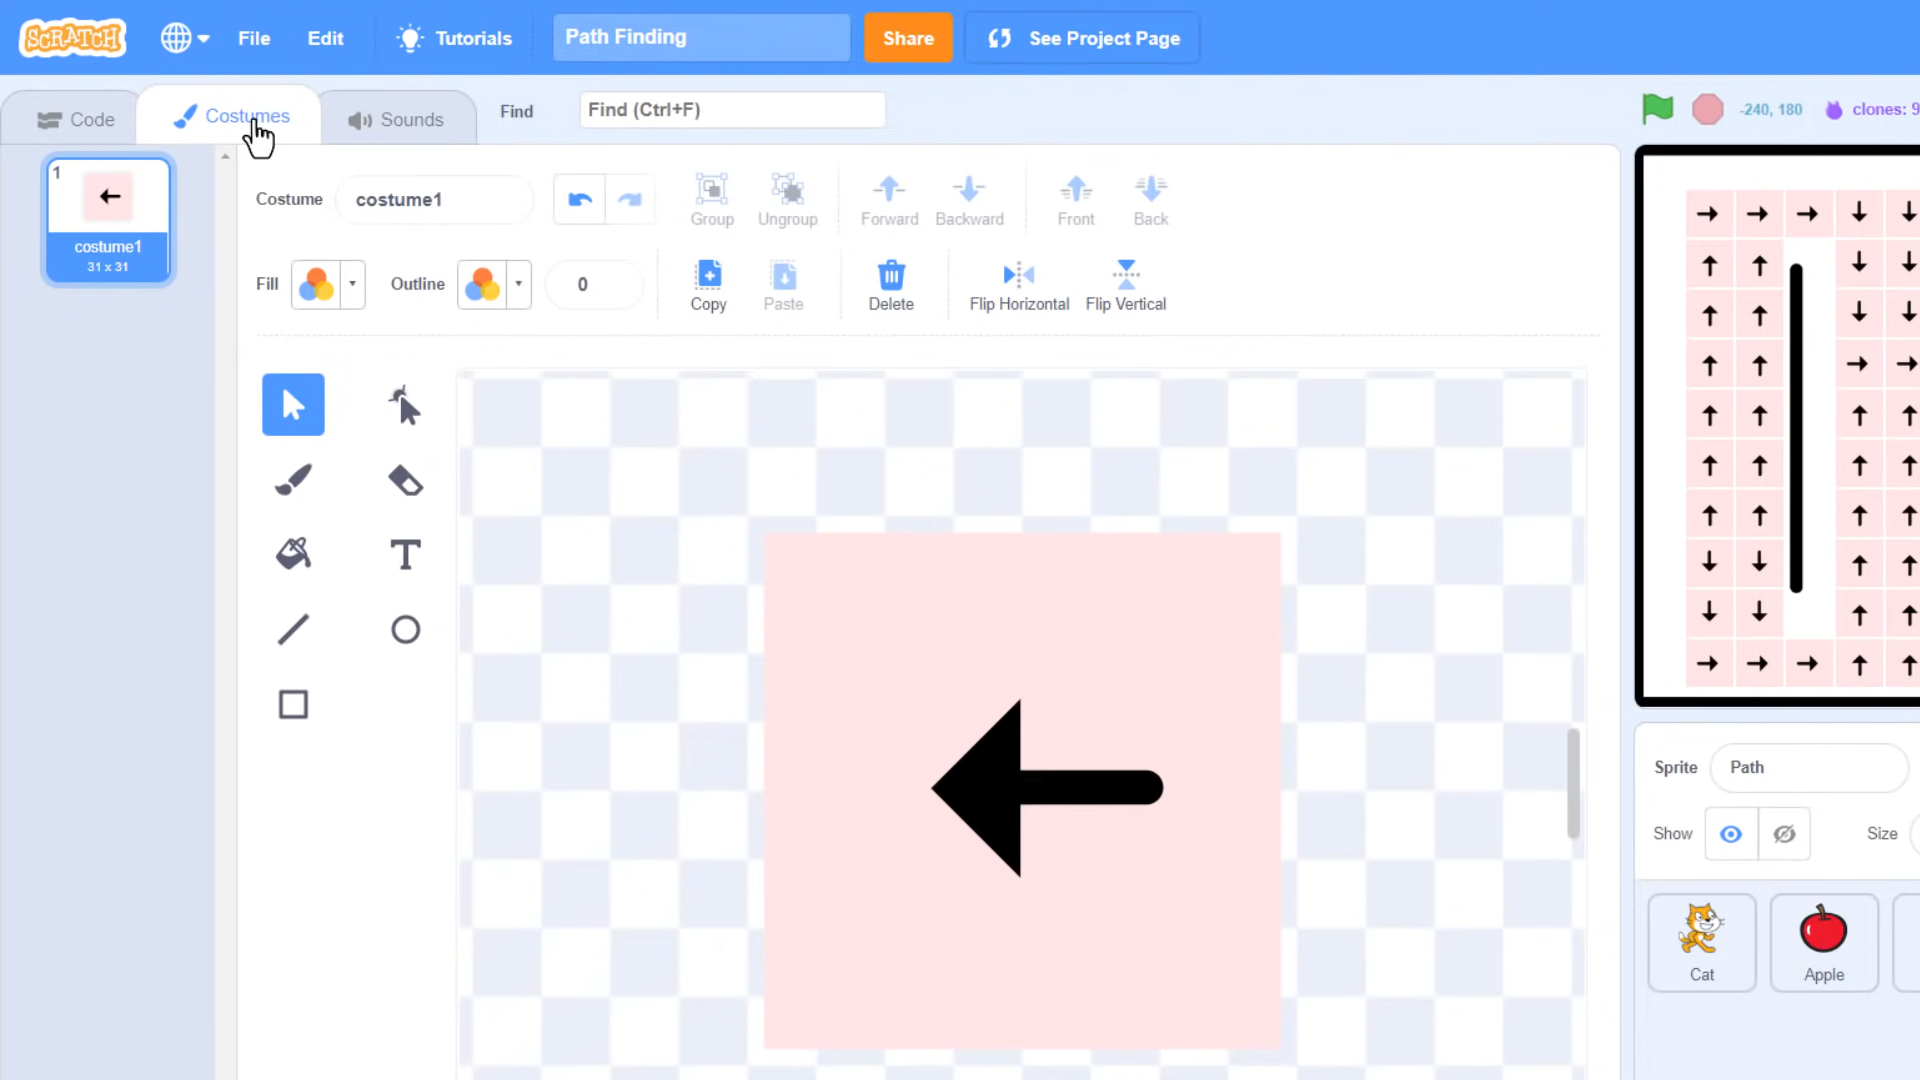 SCRATCH File Edit Tutorials Path Finding Share See Project Page
Code Costumes Sounds Find Find (Ctrl+F) -240, 180 clones: 9
1
costume1
31 x 31
Costume costume1 Group Ungroup Forward Backward Front Back
Fill Outline 0 Copy Paste Delete Flip Horizontal Flip Vertical
T
Sprite Path
Show Size
Cat Apple